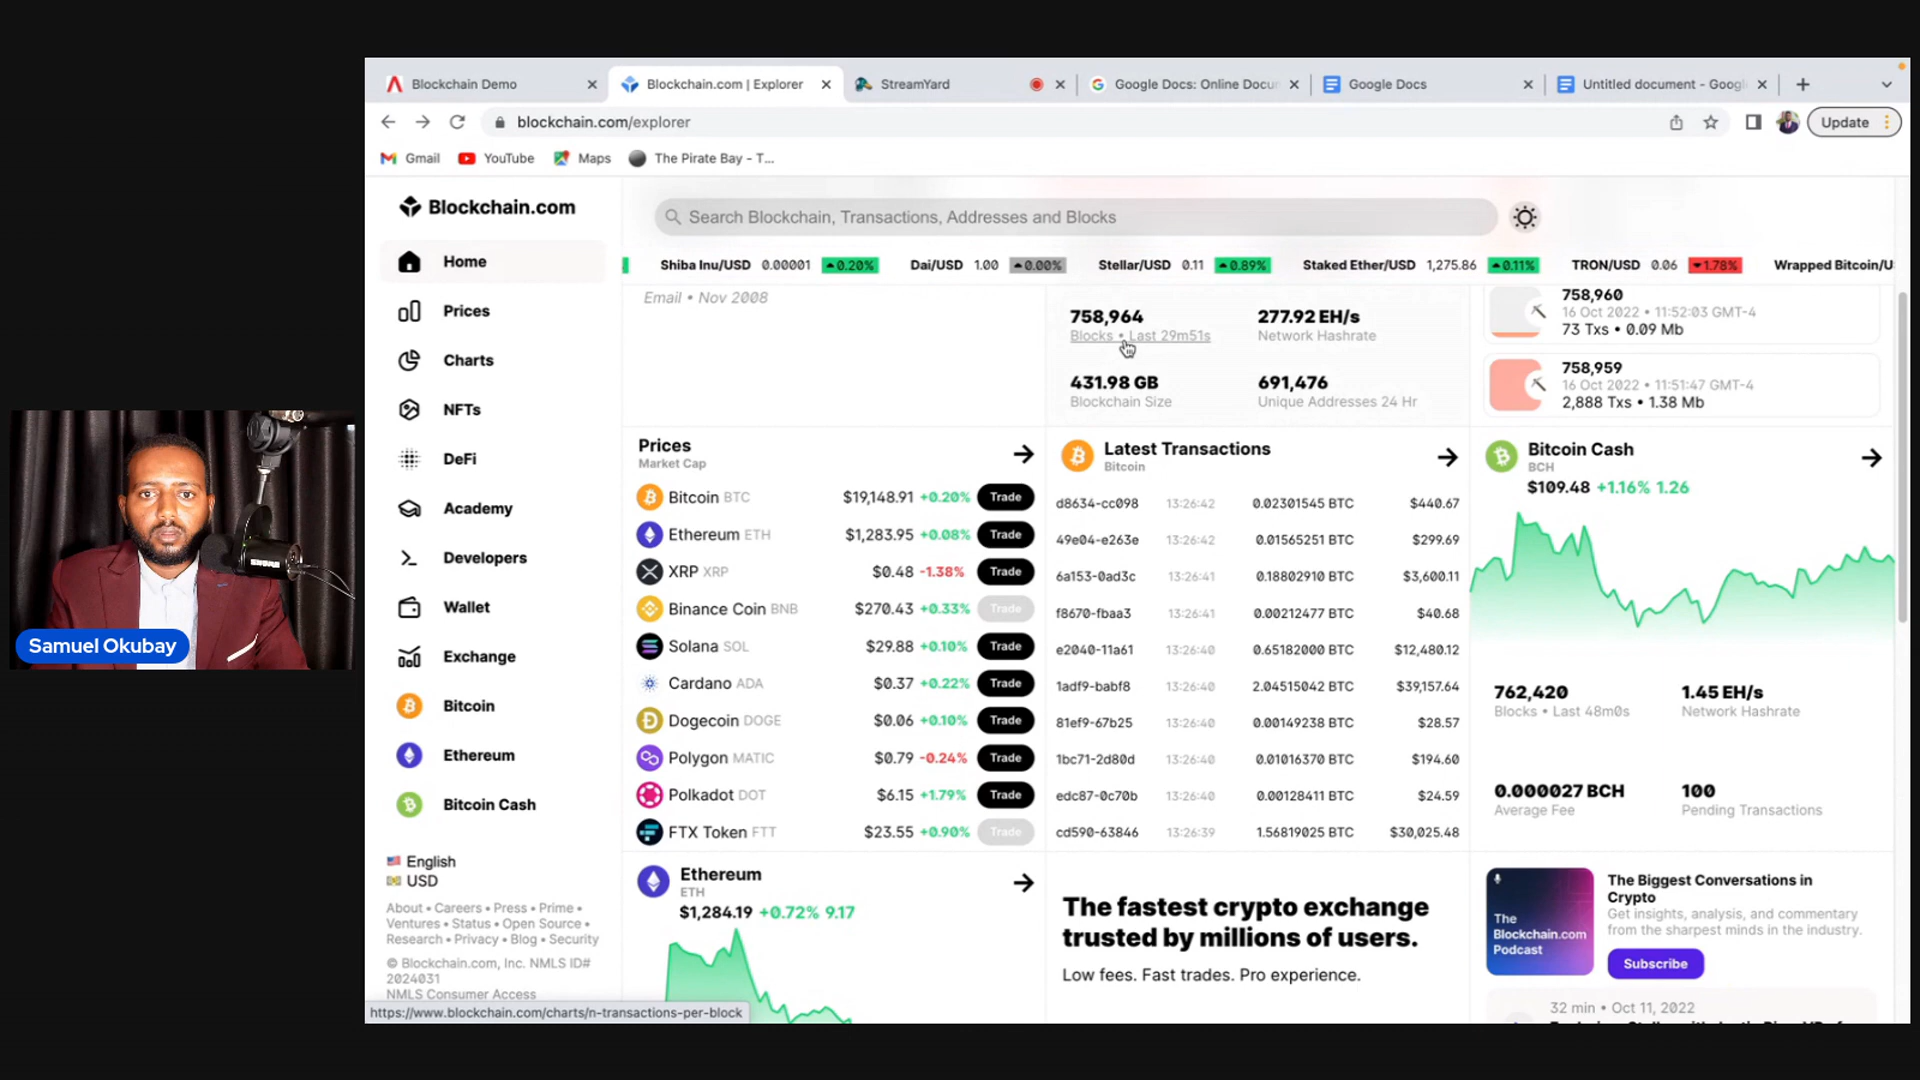 Blockchain Demo
Blockchain.com | Explorer
StreamYard
Google Docs: Online Docu
Google Docs
Untitled document - Googl
blockchain.com/explorer
Update
Gmail
YouTube
Maps
The Pirate Bay - T...
Blockchain.com
Search Blockchain, Transactions, Addresses and Blocks
Shiba Inu/USD 0.00001 0.20% Dai/USD 1.00 0.00% Stellar/USD 0.11 0.89% Staked Ether/USD 1,275.86 0.11% TRON/USD 0.06 1.78% Wrapped Bitcoin/U
Home
Prices
Charts
NFTs
DeFi
Academy
Developers
Wallet
Exchange
Bitcoin
Ethereum
Bitcoin Cash
English
USD
About • Careers • Press • Prime •
Ventures • Status • Open Source •
Research • Privacy • Blog • Security
© Blockchain.com, Inc. NMLS ID#
2024031
NMLS Consumer Access
https://www.blockchain.com/charts/n-transactions-per-block
Email • Nov 2008
758,964
Blocks • Last 29m51s
277.92 EH/s
Network Hashrate
431.98 GB
Blockchain Size
691,476
Unique Addresses 24 Hr
758,960
16 Oct 2022 • 11:52:03 GMT-4
73 Txs • 0.09 Mb
758,959
16 Oct 2022 • 11:51:47 GMT-4
2,888 Txs • 1.38 Mb
Prices
Market Cap
Bitcoin BTC $19,148.91 +0.20% Trade
Ethereum ETH $1,283.95 +0.08% Trade
XRP XRP $0.48 -1.38% Trade
Binance Coin BNB $270.43 +0.33% Trade
Solana SOL $29.88 +0.10% Trade
Cardano ADA $0.37 +0.22% Trade
Dogecoin DOGE $0.06 +0.10% Trade
Polygon MATIC $0.79 -0.24% Trade
Polkadot DOT $6.15 +1.79% Trade
FTX Token FTT $23.55 +0.90% Trade
Latest Transactions
Bitcoin
d8634-cc098 13:26:42 0.02301545 BTC $440.67
49e04-e263e 13:26:42 0.01565251 BTC $299.69
6a153-0ad3c 13:26:41 0.18802910 BTC $3,600.11
f8670-fbaa3 13:26:41 0.00212477 BTC $40.68
e2040-11a61 13:26:40 0.65182000 BTC $12,480.12
1adf9-babf8 13:26:40 2.04515042 BTC $39,157.64
81ef9-67b25 13:26:40 0.00149238 BTC $28.57
1bc71-2d80d 13:26:40 0.01016370 BTC $194.60
edc87-0c70b 13:26:40 0.00128411 BTC $24.59
cd590-63846 13:26:39 1.56819025 BTC $30,025.48
Bitcoin Cash
BCH
$109.48 +1.16% 1.26
762,420
Blocks • Last 48m0s
1.45 EH/s
Network Hashrate
0.000027 BCH
Average Fee
100
Pending Transactions
Ethereum
ETH
$1,284.19 +0.72% 9.17
The fastest crypto exchange
trusted by millions of users.
Low fees. Fast trades. Pro experience.
The
Blockchain.com
Podcast
The Biggest Conversations in
Crypto
Get insights, analysis, and commentary
from the sharpest minds in the industry.
Subscribe
32 min • Oct 11, 2022
Samuel Okubay